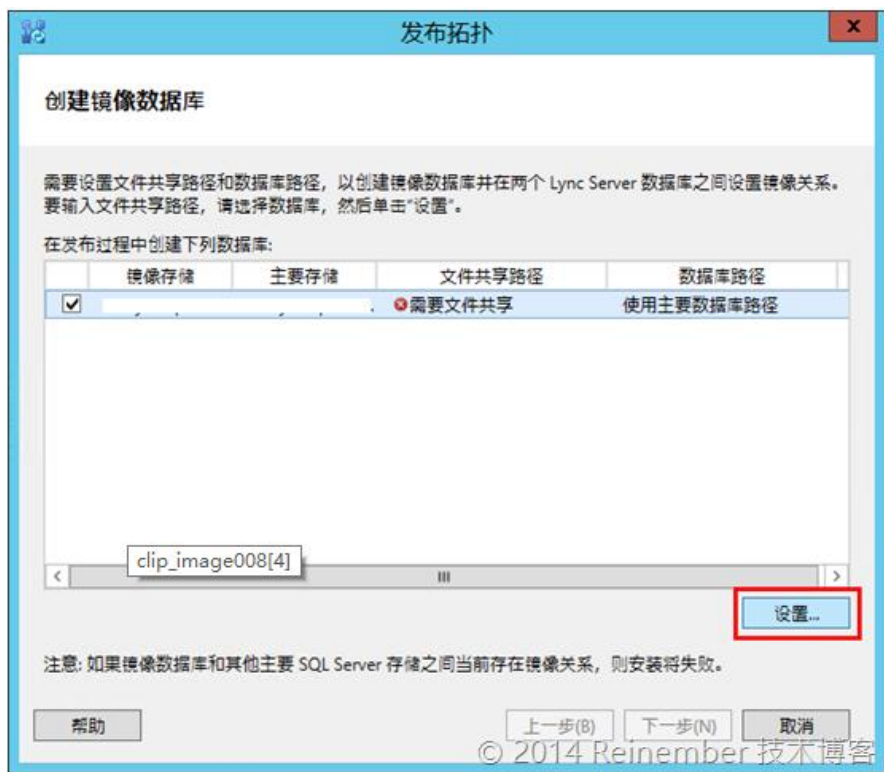 发布拓扑
x
创建镜像数据库
需要设置文件共享路径和数据库路径，以创建镜像数据库并在两个 Lync Server 数据库之间设置镜像关系。
要输入文件共享路径，请选择数据库，然后单击"设置"。
在发布过程中创建下列数据库:
镜像存储 主要存储 文件共享路径 数据库路径
需要文件共享 使用主要数据库路径
clip_image008[4]
设置...
注意: 如果镜像数据库和其他主要 SQL Server 存储之间当前存在镜像关系，则安装将失败。
帮助 上一步(B) 下一步(N) 取消
© 2014 Reinember 技术博客